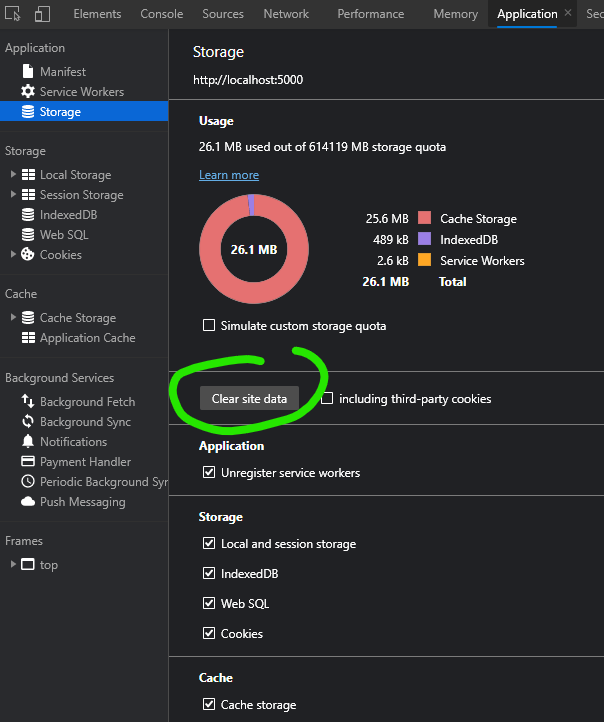 Elements Console Sources Network Performance Memory Application Sec
Application
Manifest
Service Workers
Storage
Storage
Local Storage
Session Storage
IndexedDB
Web SQL
Cookies
Cache
Cache Storage
Application Cache
Background Services
Background Fetch
Background Sync
Notifications
Payment Handler
Periodic Background Syn
Push Messaging
Frames
top
Storage
http://localhost:5000
Usage
26.1 MB used out of 614119 MB storage quota
Learn more
26.1 MB
25.6 MB Cache Storage
489 kB IndexedDB
2.6 kB Service Workers
26.1 MB Total
Simulate custom storage quota
Clear site data including third-party cookies
Application
Unregister service workers
Storage
Local and session storage
IndexedDB
Web SQL
Cookies
Cache
Cache storage